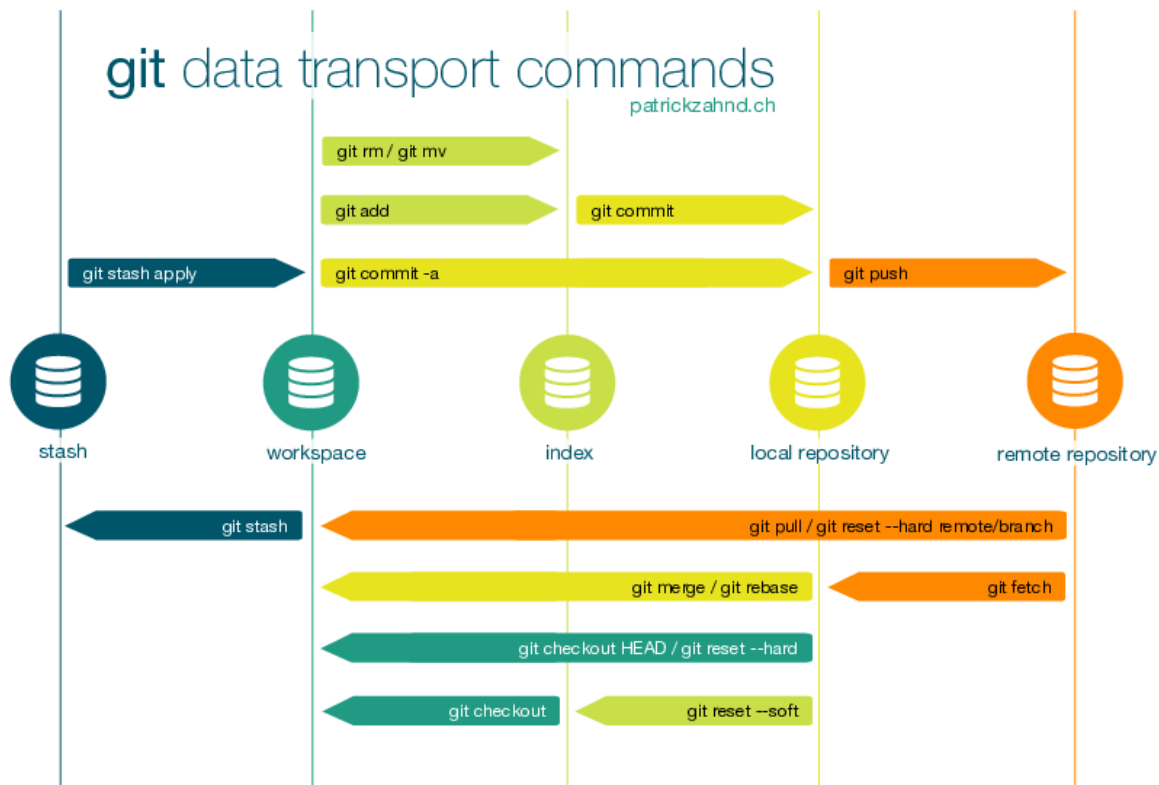 git data transport commands
patrickzahnd.ch
git rm / git mv
git add
git commit
git stash apply
git commit -a
git push
stash
workspace
index
local repository
remote repository
git stash
git pull / git reset --hard remote/branch
git merge / git rebase
git fetch
git checkout HEAD / git reset --hard
git checkout
git reset --soft